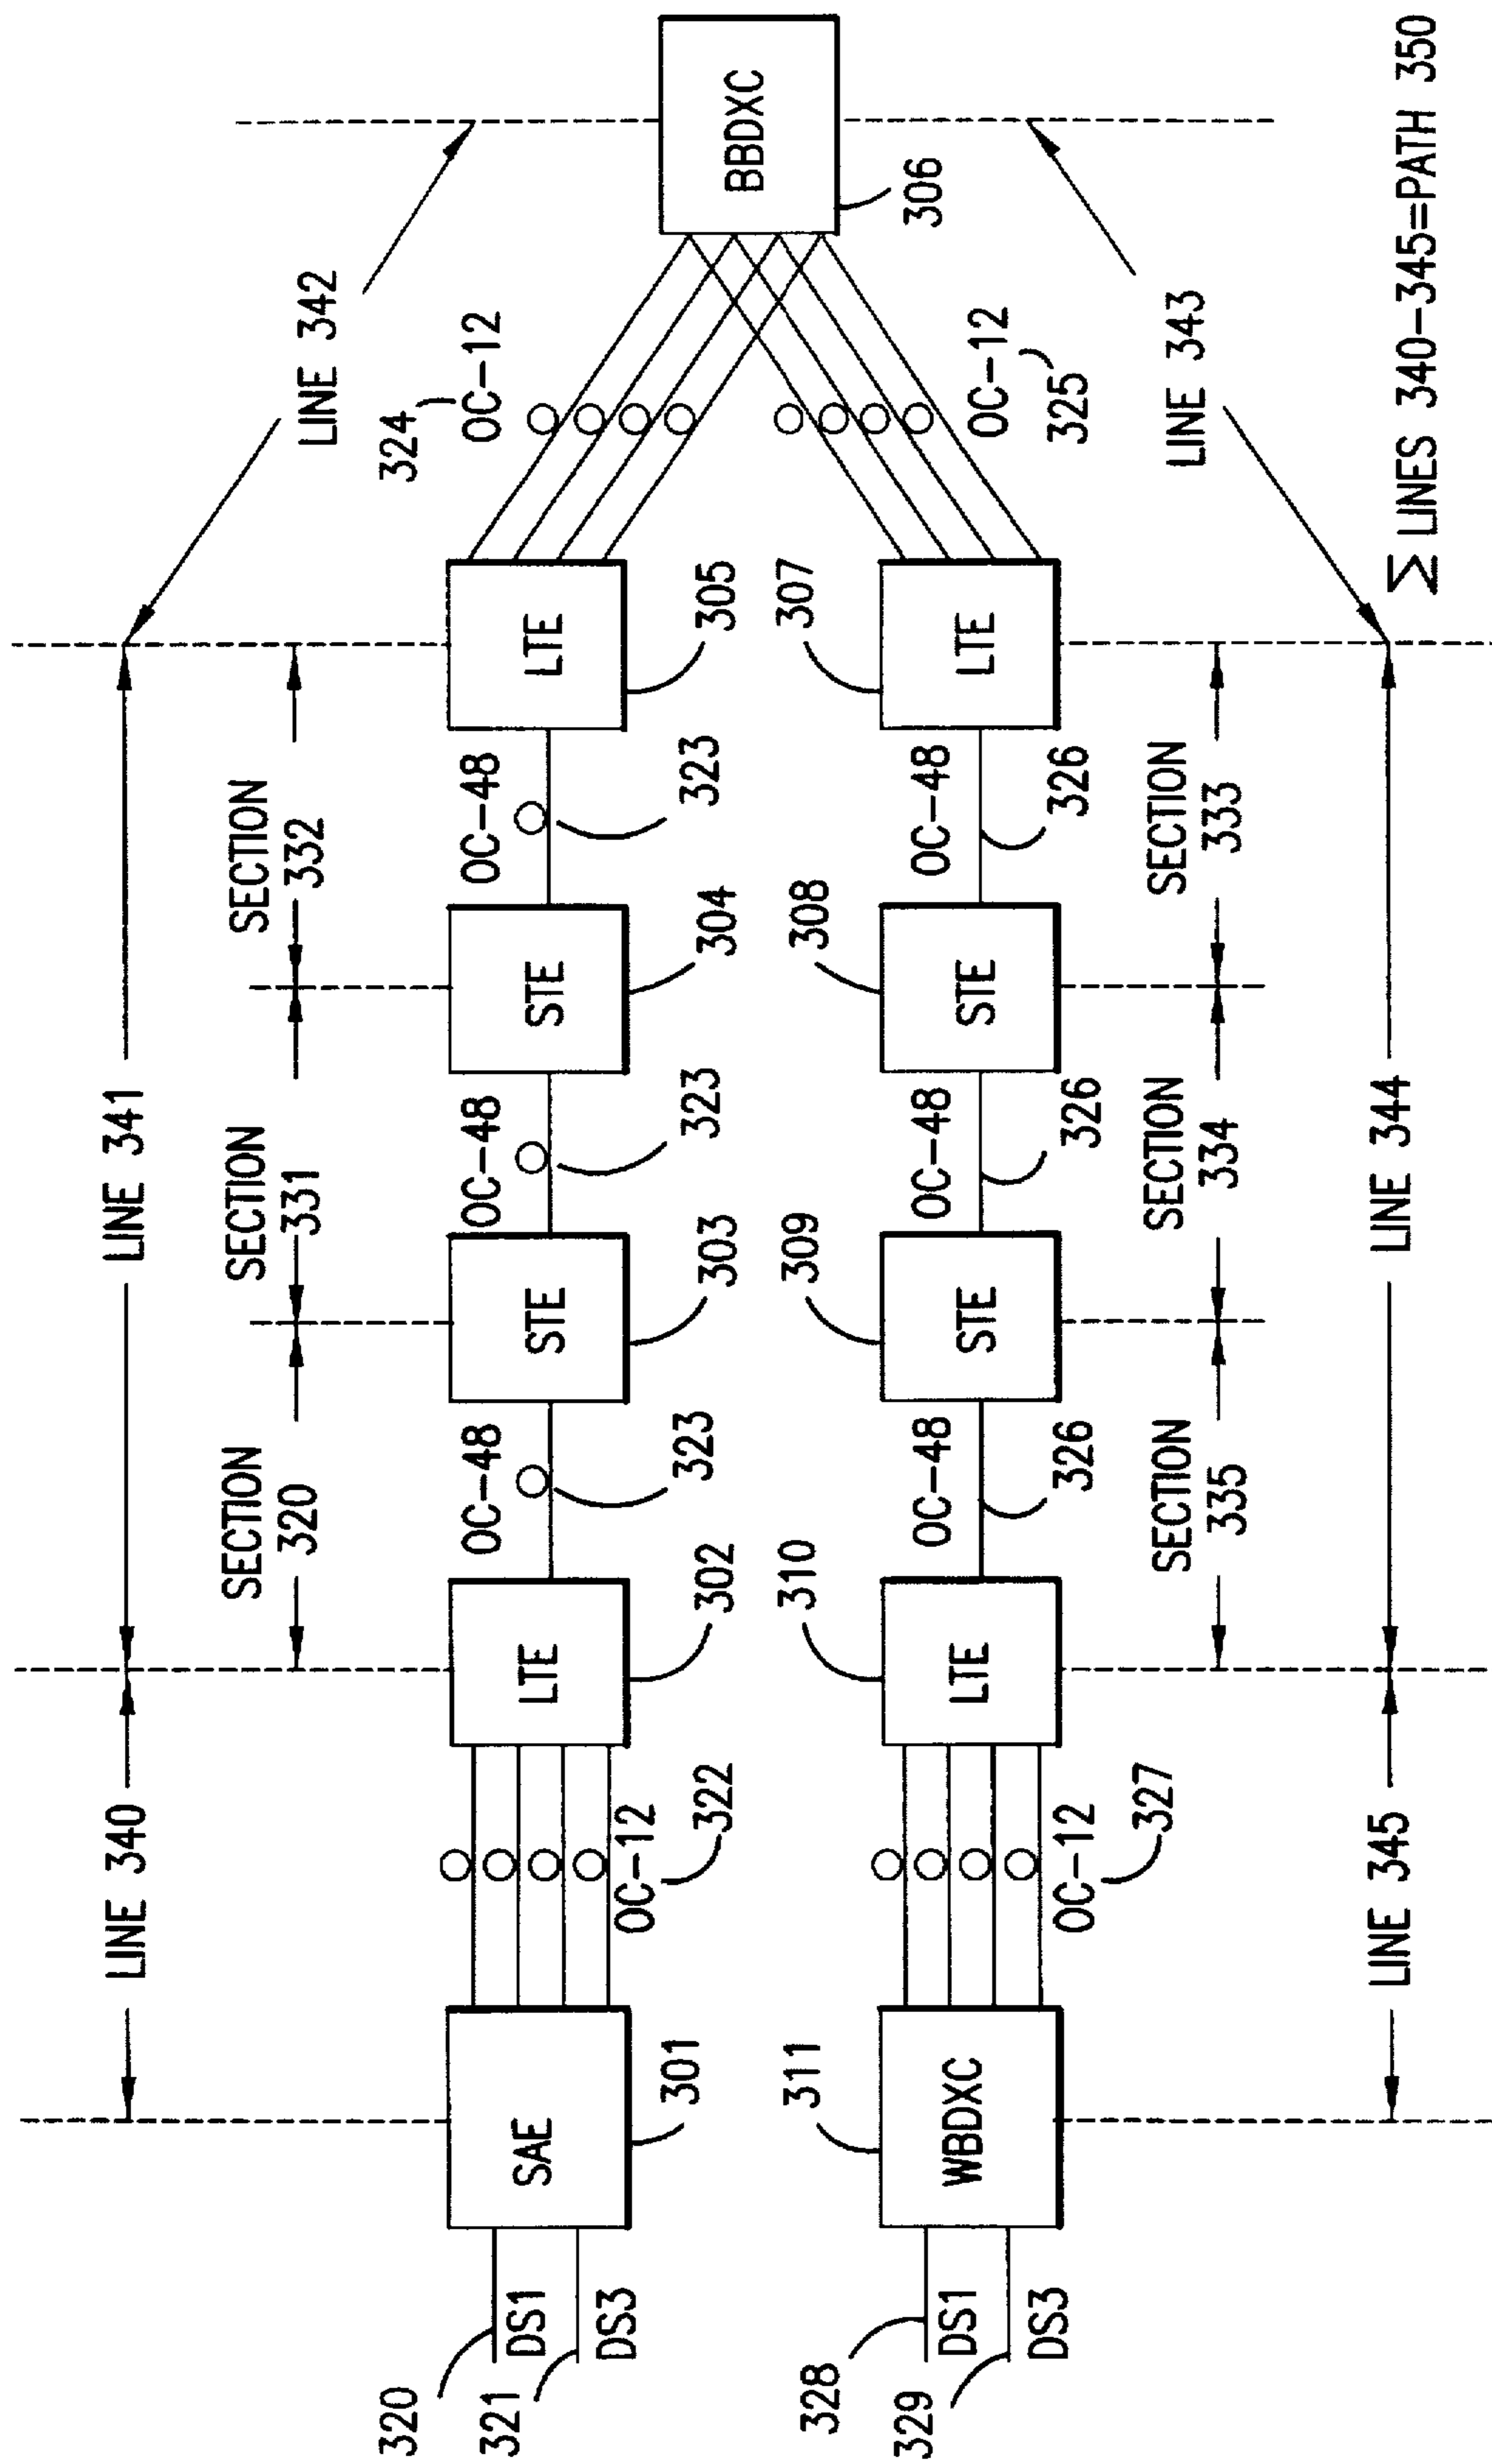 LINE 340
LINE 341
LINE 342
SECTION
320
SECTION
331
SECTION
332
324
OC-12
320
DS1
321
DS3
SAE
301
OC-12
322
LTE
302
OC-48
323
STE
303
OC-48
323
STE
304
OC-48
323
LTE
305
BBDXC
306
328
DS1
329
DS3
WBDXC
311
OC-12
327
LTE
310
OC-48
326
STE
309
OC-48
326
STE
308
OC-48
326
LTE
307
OC-12
325
SECTION
335
SECTION
334
SECTION
333
LINE 345
LINE 344
LINE 343
∑ LINES 340-345=PATH 350